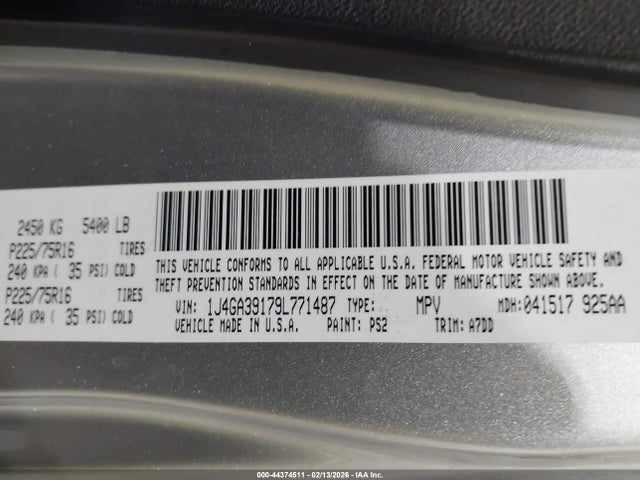 2450 KG 5400 LB
P225/75R16 TIRES
240 KPA ( 35 PSI) COLD
P225/75R16 TIRES
240 KPA ( 35 PSI) COLD
THIS VEHICLE CONFORMS TO ALL APPLICABLE U.S.A. FEDERAL MOTOR VEHICLE SAFETY AND
THEFT PREVENTION STANDARDS IN EFFECT ON THE DATE OF MANUFACTURE SHOWN ABOVE.
VIN: 1J4GA39179L771487 TYPE: MPV MDH:041517 925AA
VEHICLE MADE IN U.S.A. PAINT: PS2 TRIM: A7DD
000-44374511 - 02/13/2026 - IAA Inc.